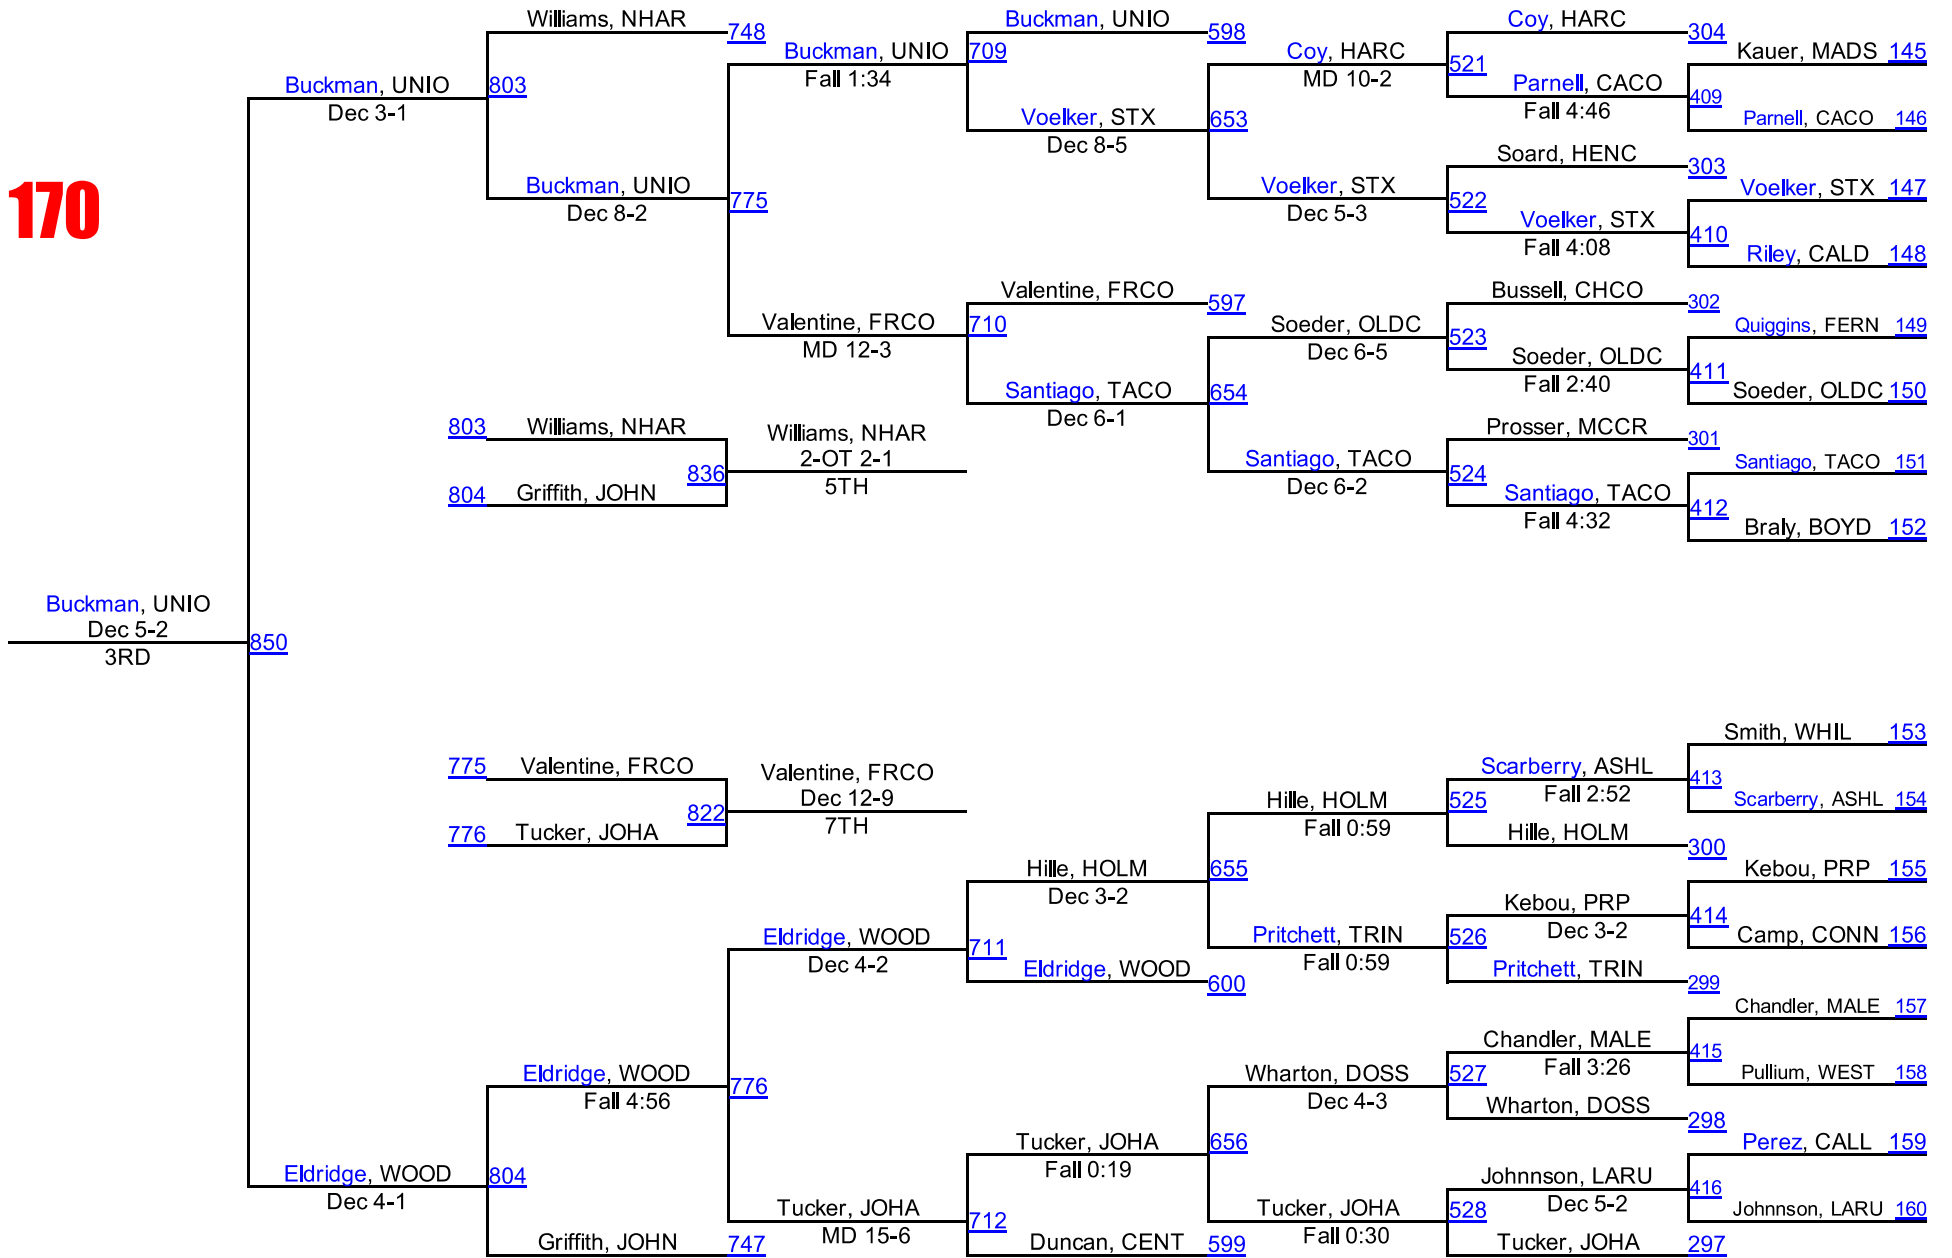 170
Buckman, UNIO
Dec 5-2
3RD
850
Buckman, UNIO
Dec 3-1
803
Eldridge, WOOD
Dec 4-1
804
Williams, NHAR
748
Buckman, UNIO
Dec 8-2
775
803 Williams, NHAR
804 Griffith, JOHN
836
Williams, NHAR
2-OT 2-1
5TH
775 Valentine, FRCO
776 Tucker, JOHA
822
Valentine, FRCO
Dec 12-9
7TH
Eldridge, WOOD
Fall 4:56
776
Griffith, JOHN
747
Buckman, UNIO
Fall 1:34
709
Valentine, FRCO
MD 12-3
710
Eldridge, WOOD
Dec 4-2
711
Tucker, JOHA
MD 15-6
712
Buckman, UNIO
598
Voelker, STX
Dec 8-5
653
Valentine, FRCO
597
Santiago, TACO
Dec 6-1
654
Hille, HOLM
Dec 3-2
655
Eldridge, WOOD
600
Tucker, JOHA
Fall 0:19
656
Duncan, CENT
599
Coy, HARC
MD 10-2
521
Voelker, STX
Dec 5-3
522
Soeder, OLDC
Dec 6-5
523
Santiago, TACO
Dec 6-2
524
Hille, HOLM
Fall 0:59
525
Pritchett, TRIN
Fall 0:59
526
Wharton, DOSS
Dec 4-3
527
Tucker, JOHA
Fall 0:30
528
Coy, HARC
304
Parnell, CACO
Fall 4:46
409
Soard, HENC
303
Voelker, STX
Fall 4:08
410
Bussell, CHCO
302
Soeder, OLDC
Fall 2:40
411
Prosser, MCCR
301
Santiago, TACO
Fall 4:32
412
Scarberry, ASHL
Fall 2:52
413
Hille, HOLM
300
Kebou, PRP
Dec 3-2
414
Pritchett, TRIN
299
Chandler, MALE
Fall 3:26
415
Wharton, DOSS
298
Johnnson, LARU
Dec 5-2
416
Tucker, JOHA
297
Kauer, MADS 145
Parnell, CACO 146
Voelker, STX 147
Riley, CALD 148
Quiggins, FERN 149
Soeder, OLDC 150
Santiago, TACO 151
Braly, BOYD 152
Smith, WHIL 153
Scarberry, ASHL 154
Kebou, PRP 155
Camp, CONN 156
Chandler, MALE 157
Pullium, WEST 158
Perez, CALL 159
Johnnson, LARU 160